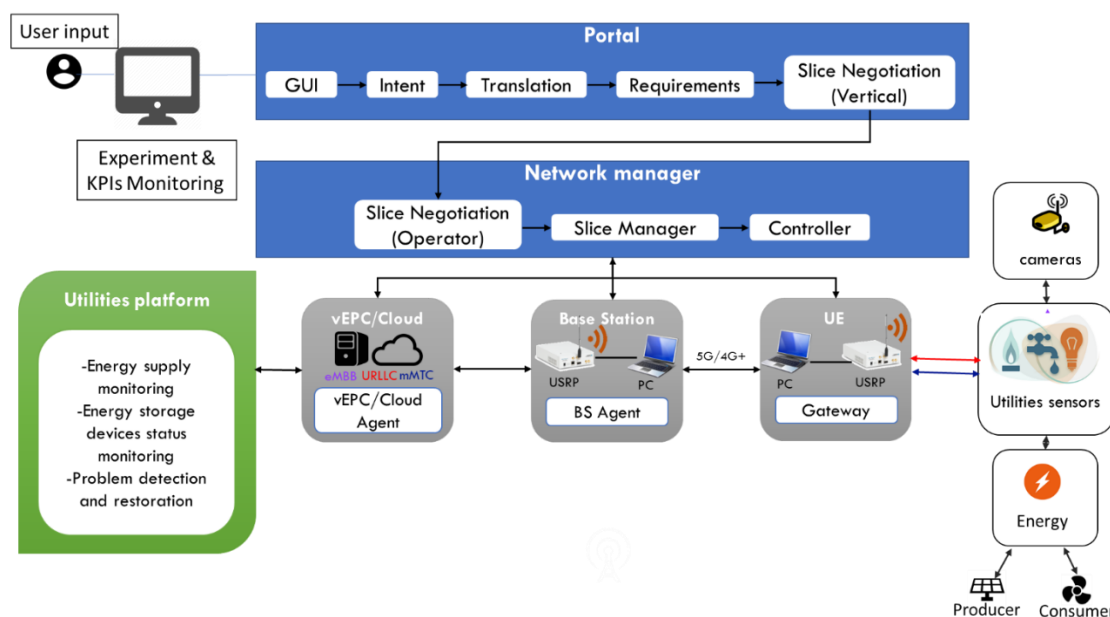 User input
Experiment &
KPIs Monitoring
Portal
GUI
Intent
Translation
Requirements
Slice Negotiation
(Vertical)
Network manager
Slice Negotiation
(Operator)
Slice Manager
Controller
Utilities platform
-Energy supply
monitoring
-Energy storage
devices status
monitoring
-Problem detection
and restoration
vEPC/Cloud
eMBB URLLC mMTC
vEPC/Cloud
Agent
Base Station
USRP
PC
BS Agent
5G/4G+
UE
PC
USRP
Gateway
cameras
Utilities sensors
Energy
Producer
Consumer